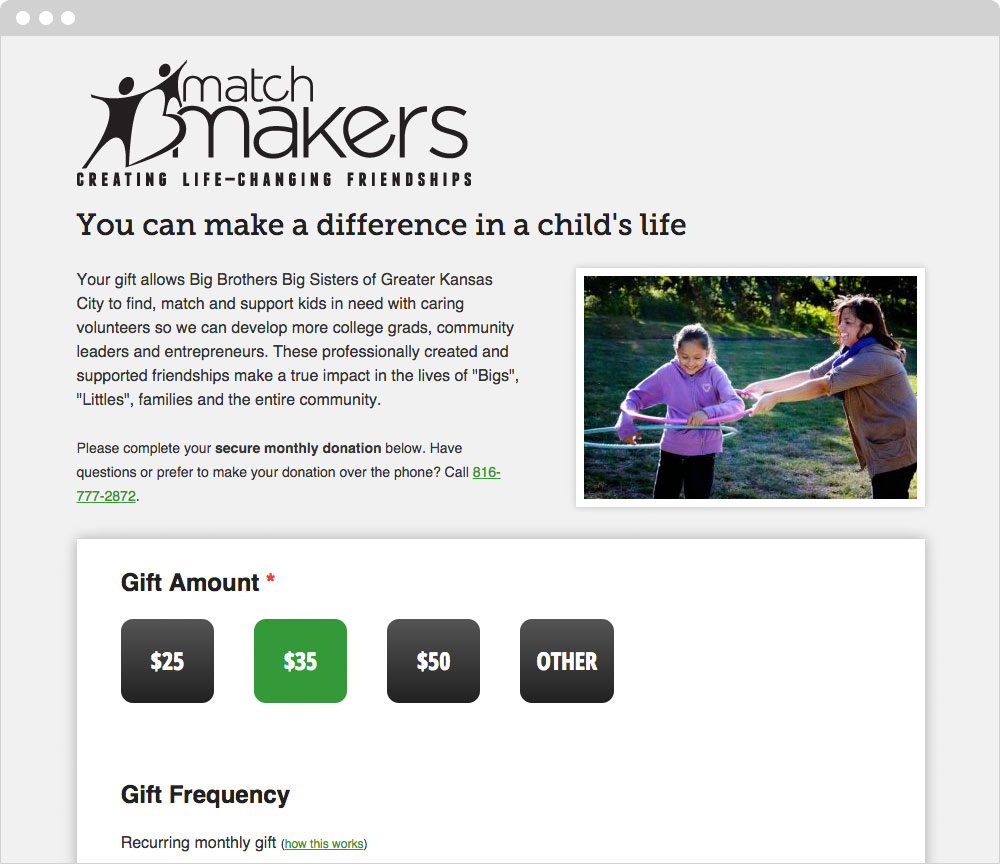 match
makers
CREATING LIFE–CHANGING FRIENDSHIPS
You can make a difference in a child's life
Your gift allows Big Brothers Big Sisters of Greater Kansas
City to find, match and support kids in need with caring
volunteers so we can develop more college grads, community
leaders and entrepreneurs. These professionally created and
supported friendships make a true impact in the lives of "Bigs",
"Littles", families and the entire community.
Please complete your secure monthly donation below. Have
questions or prefer to make your donation over the phone? Call 816-
777-2872.
Gift Amount *
$25 $35 $50 OTHER
Gift Frequency
Recurring monthly gift (how this works)